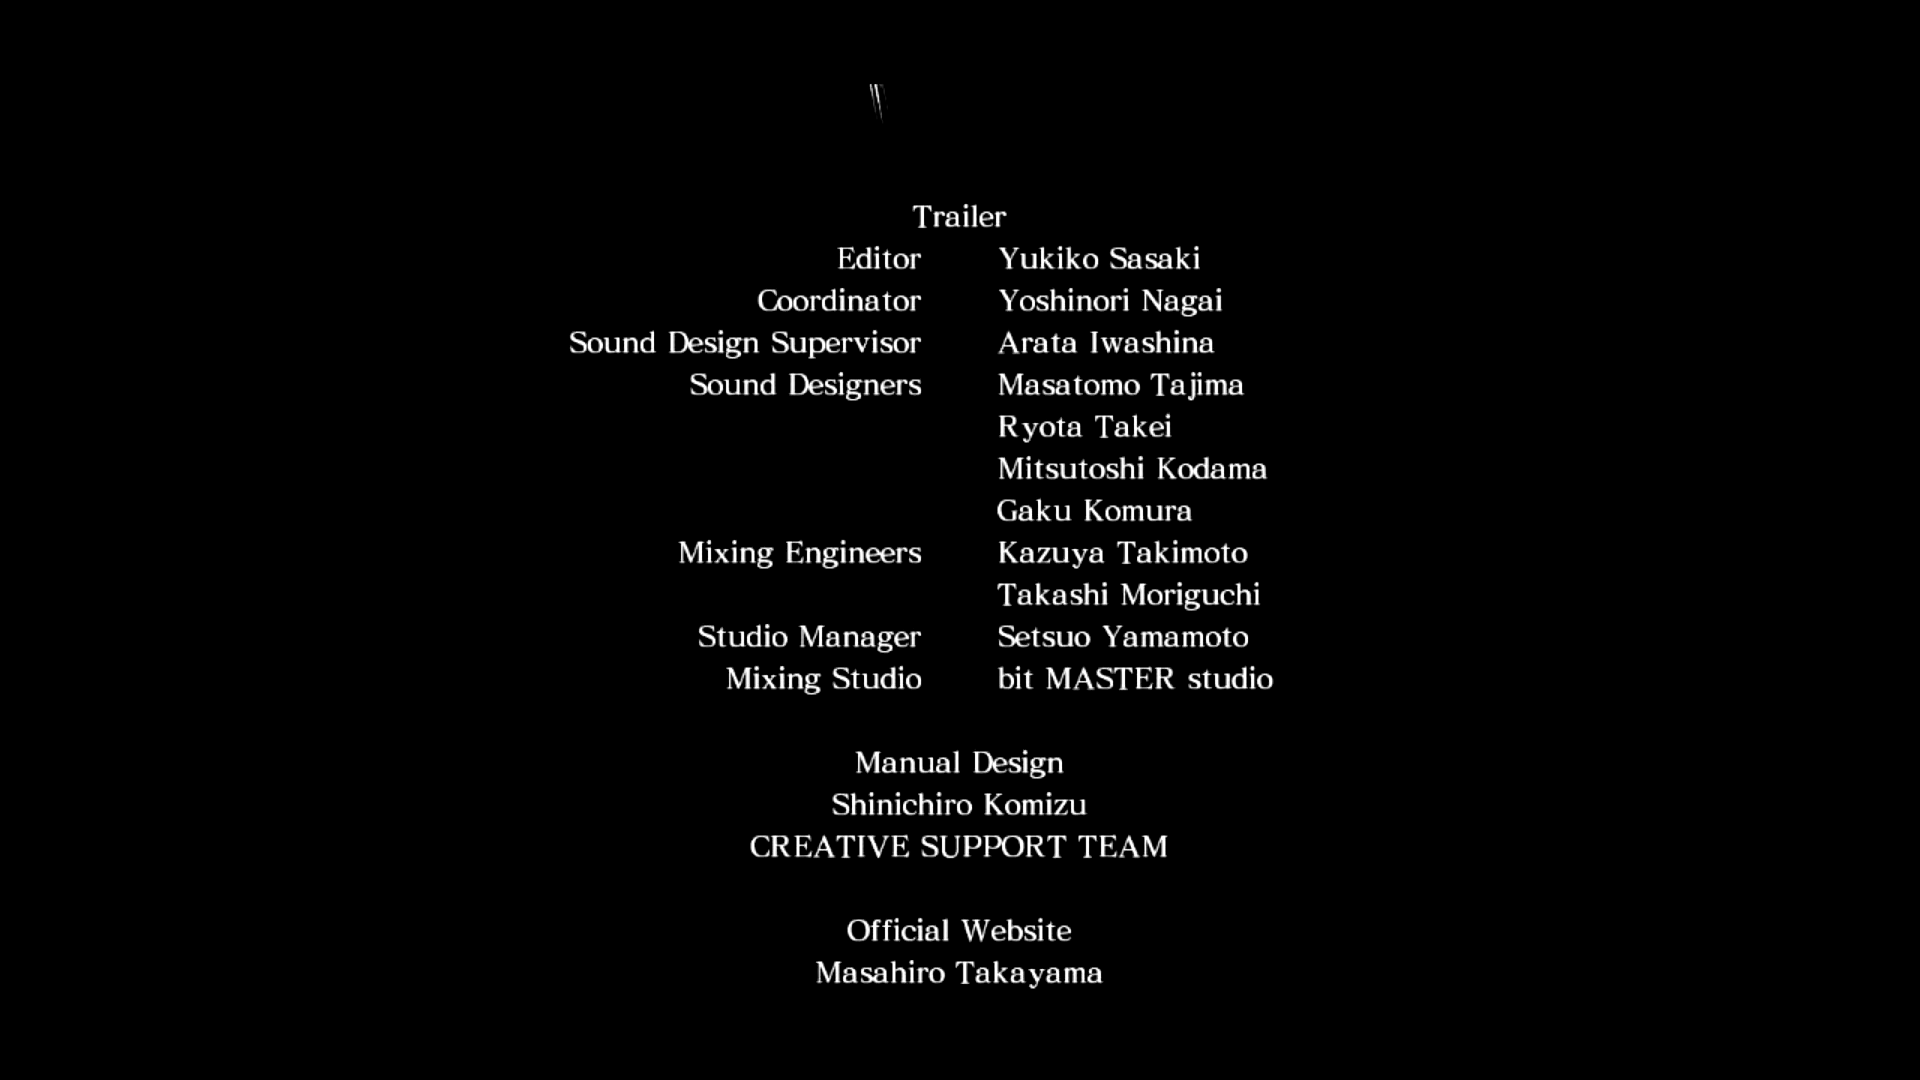 Trailer
Editor Yukiko Sasaki
Coordinator Yoshinori Nagai
Sound Design Supervisor Arata Iwashina
Sound Designers Masatomo Tajima
Ryota Takei
Mitsutoshi Kodama
Gaku Komura
Mixing Engineers Kazuya Takimoto
Takashi Moriguchi
Studio Manager Setsuo Yamamoto
Mixing Studio bit MASTER studio
Manual Design
Shinichiro Komizu
CREATIVE SUPPORT TEAM
Official Website
Masahiro Takayama